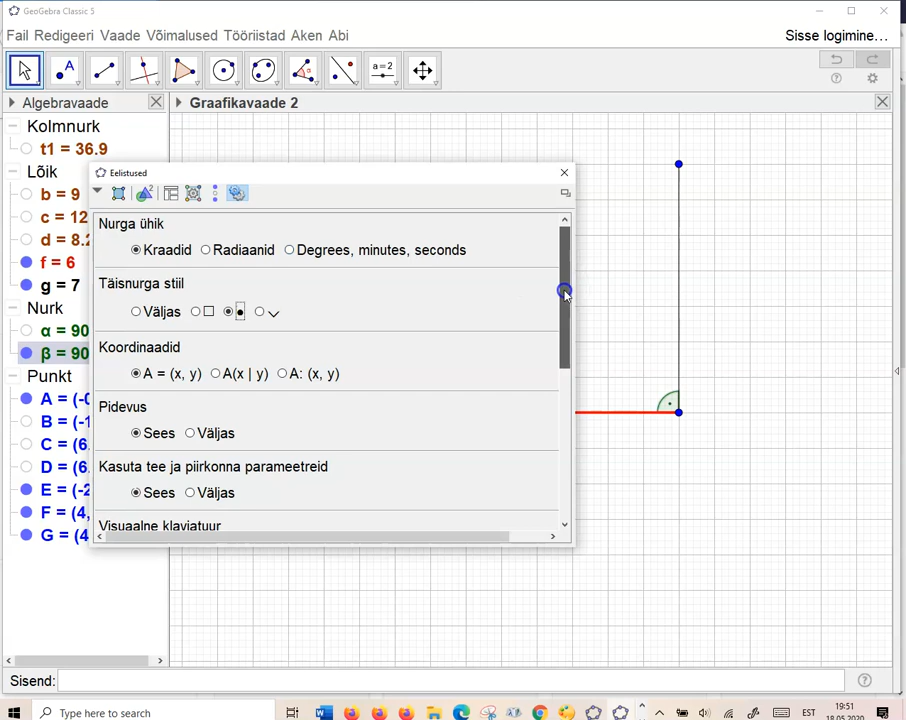 GeoGebra Classic 5
Fail Redigeeri Vaade Võimalused Tööriistad Aken Abi
Sisse logimine...
A
a=2
Algebravaade
Graafikavaade 2
Kolmnurk
t1 = 36.9
Lõik
b = 9
c = 12
d = 8.2
f = 6
g = 7
Nurk
α = 90
β = 90
Punkt
A = (-0
B = (-1
C = (6
D = (6
E = (-2
F = (4,
G = (4
Eelistused
Nurga ühik
Kraadid Radiaanid Degrees, minutes, seconds
Täisnurga stiil
Väljas
Koordinaadid
A = (x, y) A(x | y) A: (x, y)
Pidevus
Sees Väljas
Kasuta tee ja piirkonna parameetreid
Sees Väljas
Visuaalne klaviatuur
Sisend:
Type here to search
EST
19:51
18.05.2020